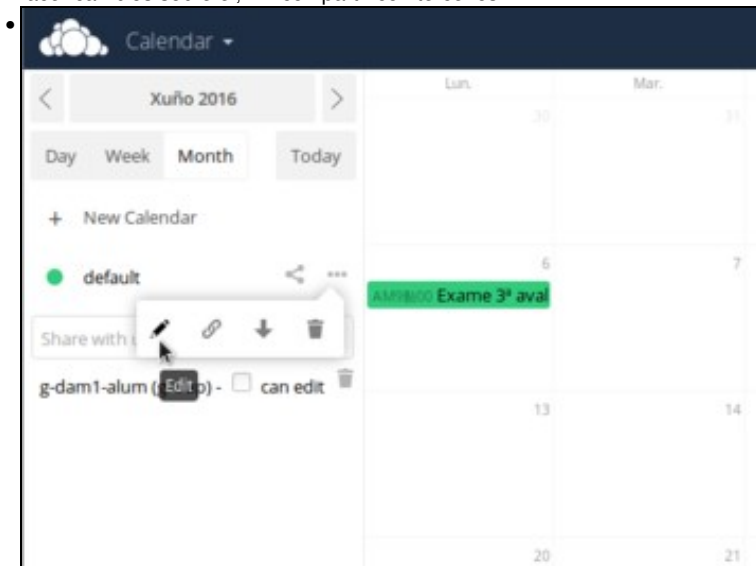 Calendar
Xuño 2016
Lun.
Mar.
30
31
Day Week Month Today
+ New Calendar
default
6
7
Exame 3ª aval
Share with
Edit
g-dam1-alum ( p) - can edit
13
14
20
21